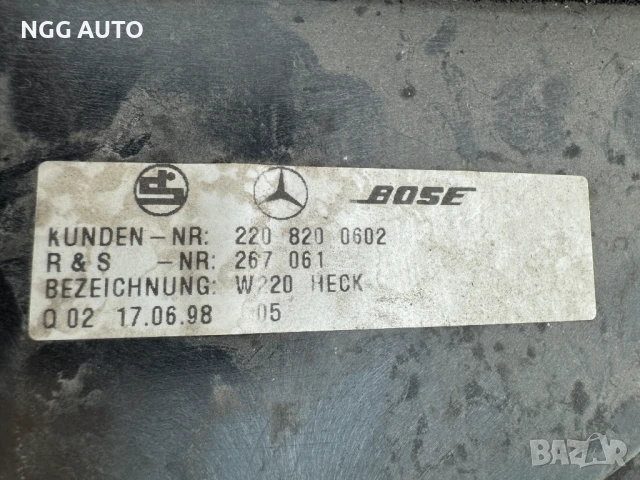 NGG AUTO
BOSE
KUNDEN-NR: 220 820 0602
R & S -NR: 267 061
BEZEICHNUNG: W220 HECK
Q 02 17.06.98 05
BAZAR